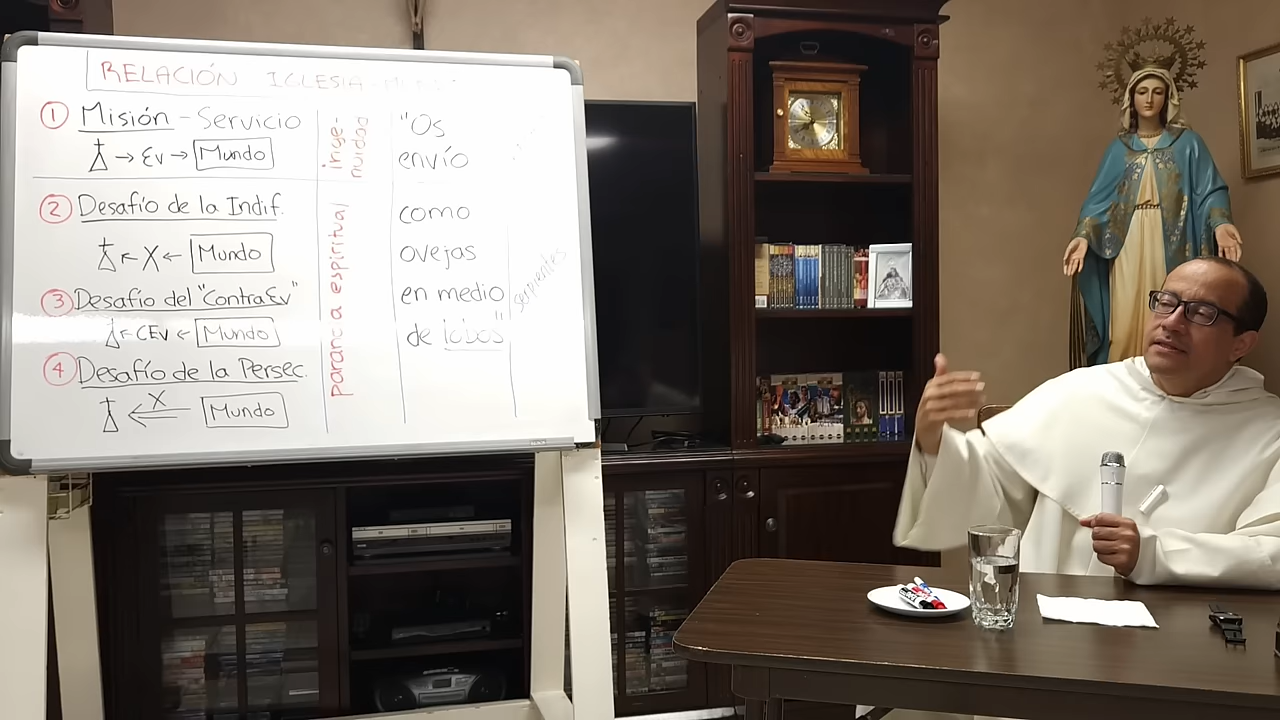 RELACIÓN IGLESIA
① Misión - Servicio
→ Ev → Mundo
② Desafío de la Indif.
← X ← Mundo
③ Desafío del "ContraEv"
← CEv ← Mundo
④ Desafío de la Persec.
X
← Mundo
inge-
nuidad
paranoia espiritual
"Os
envío
como
ovejas
en medio
de lobos"
serpientes